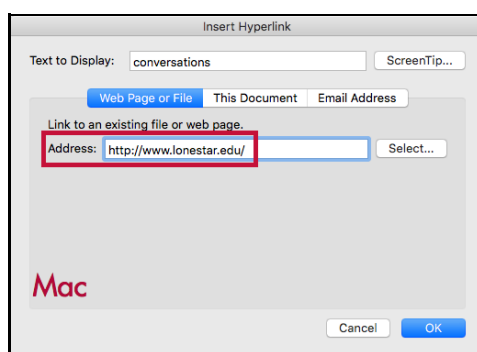 Insert Hyperlink
Text to Display: conversations ScreenTip...
Web Page or File This Document Email Address
Link to an existing file or web page.
Address: http://www.lonestar.edu/ Select...
Mac
Cancel OK